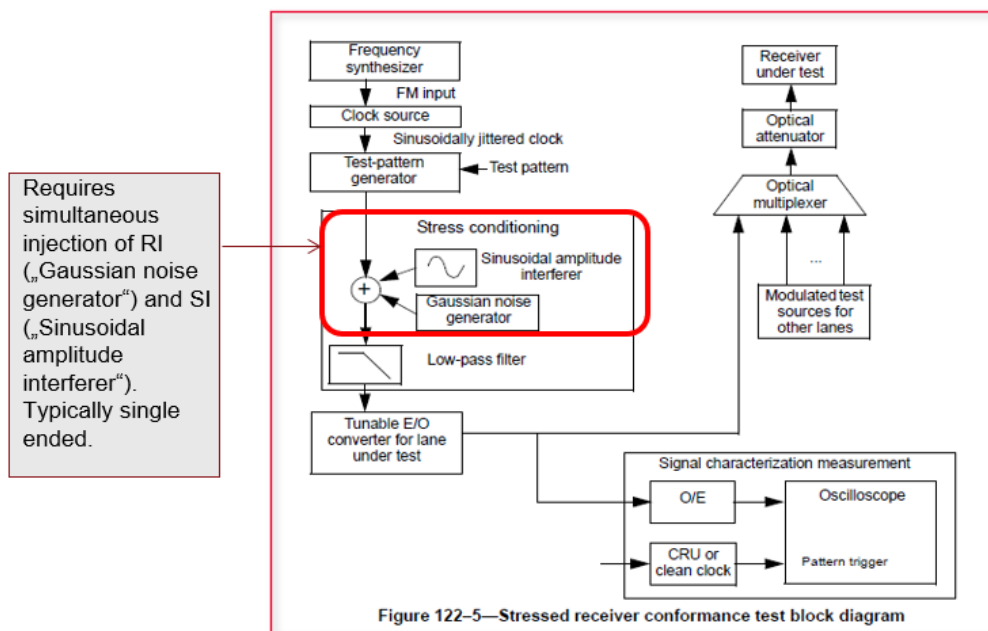 Requires
simultaneous
injection of RI
(„Gaussian noise
generator“) and SI
(„Sinusoidal
amplitude
interferer“).
Typically single
ended.
Frequency
synthesizer
FM input
Clock source
Sinusoidally jittered clock
Test-pattern
generator
Test pattern
Stress conditioning
Sinusoidal amplitude
interferer
+
Gaussian noise
generator
Low-pass filter
Tunable E/O
converter for lane
under test
Receiver
under test
Optical
attenuator
Optical
multiplexer
...
Modulated test
sources for
other lanes
Signal characterization measurement
O/E
Oscilloscope
CRU or
clean clock
Pattern trigger
Figure 122–5—Stressed receiver conformance test block diagram